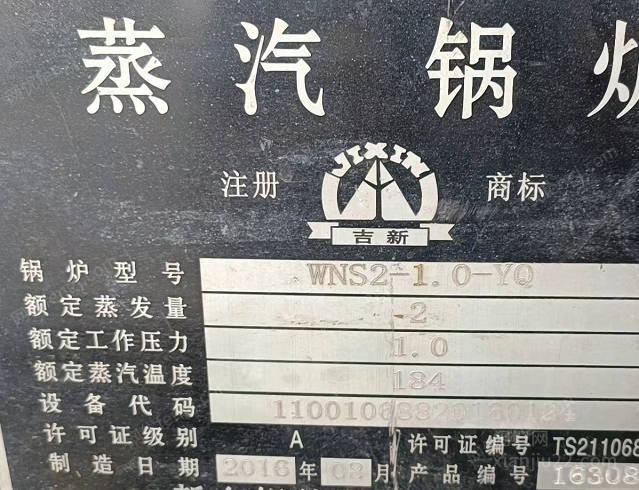 蒸汽锅炉
注册 JIXIN 商标
吉新
锅炉型号 WNS2-1.0-YQ
额定蒸发量 2
额定工作压力 1.0
额定蒸汽温度 184
设备代码
许可证级别 A 许可证编号 TS211068
制造日期 2016年08月 产品编号 16308